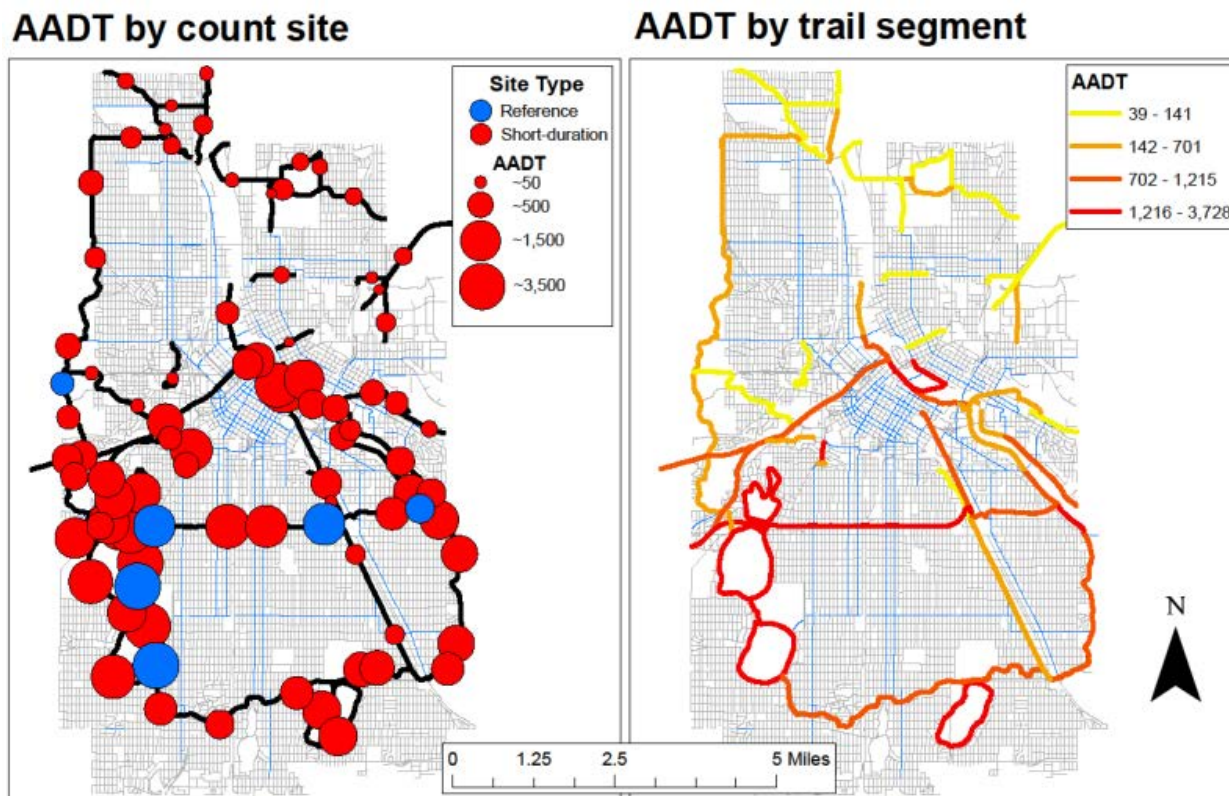 AADT by count site
AADT by trail segment
Site Type
Reference
Short-duration
AADT
~50
~500
~1,500
~3,500
AADT
39 - 141
142 - 701
702 - 1,215
1,216 - 3,728
N
0 1.25 2.5 5 Miles